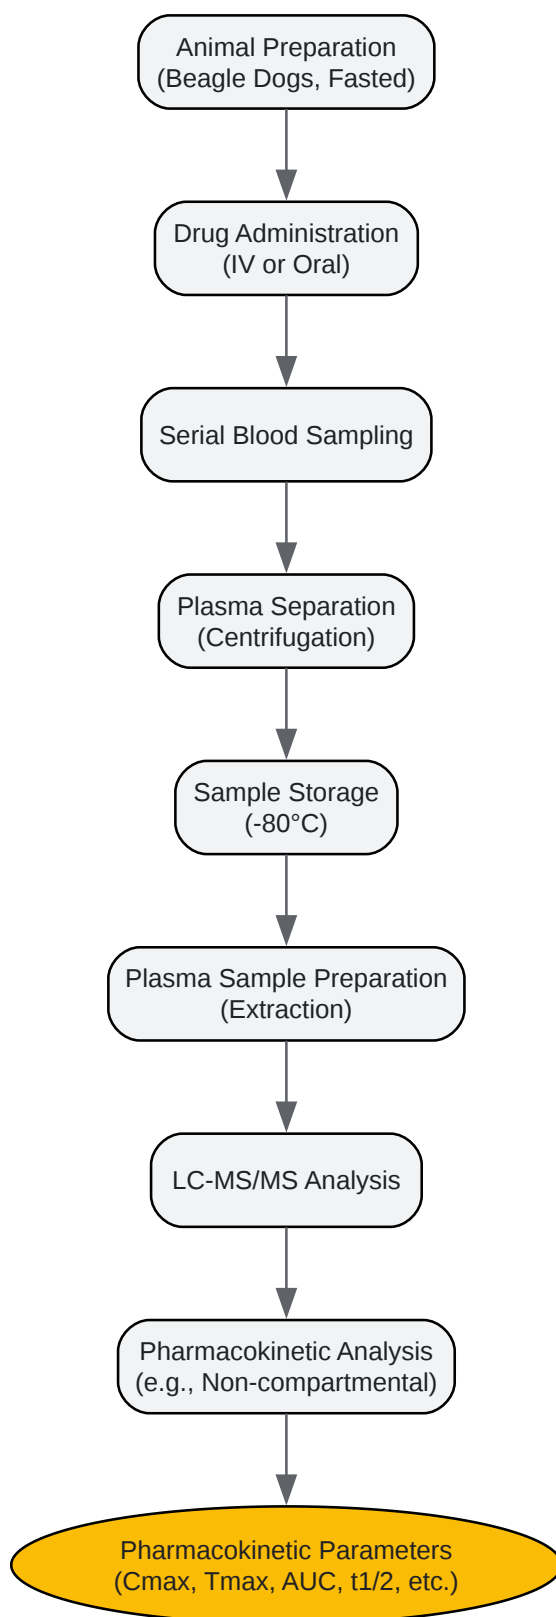 Animal Preparation
(Beagle Dogs, Fasted)
Drug Administration
(IV or Oral)
Serial Blood Sampling
Plasma Separation
(Centrifugation)
Sample Storage
(-80°C)
Plasma Sample Preparation
(Extraction)
LC-MS/MS Analysis
Pharmacokinetic Analysis
(e.g., Non-compartmental)
Pharmacokinetic Parameters
(Cmax, Tmax, AUC, t1/2, etc.)